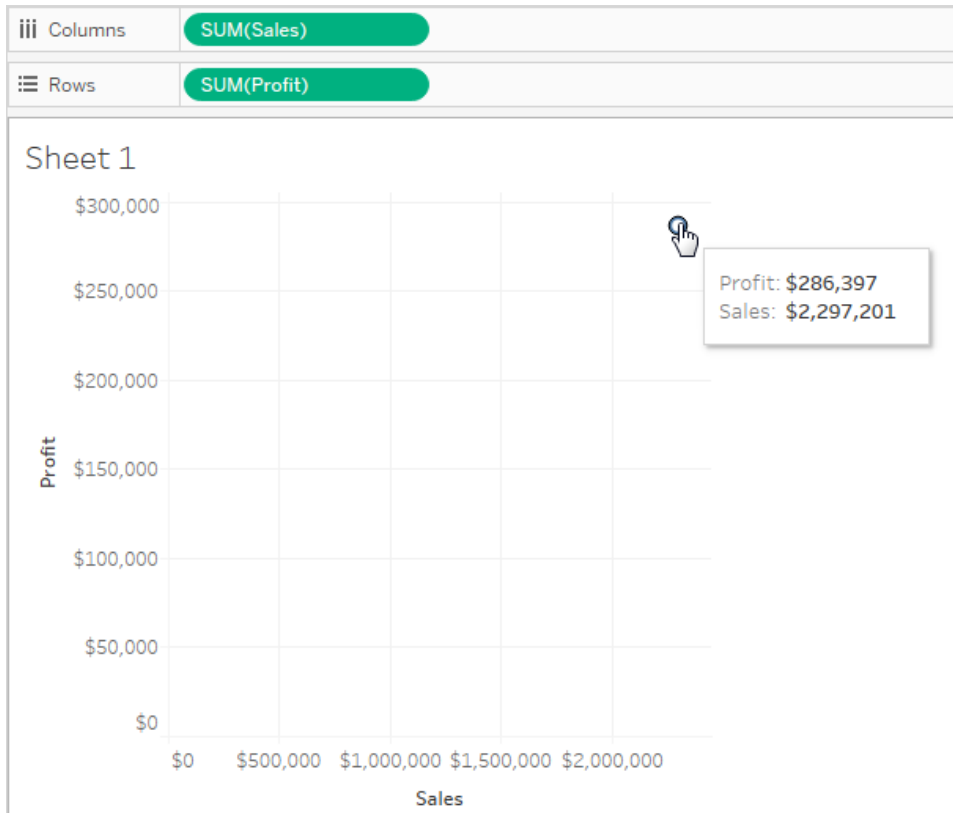 Columns SUM(Sales)
Rows SUM(Profit)
Sheet 1
$300,000
$250,000
$200,000
$150,000
$100,000
$50,000
$0
Profit
Profit: $286,397
Sales: $2,297,201
$0 $500,000 $1,000,000 $1,500,000 $2,000,000
Sales